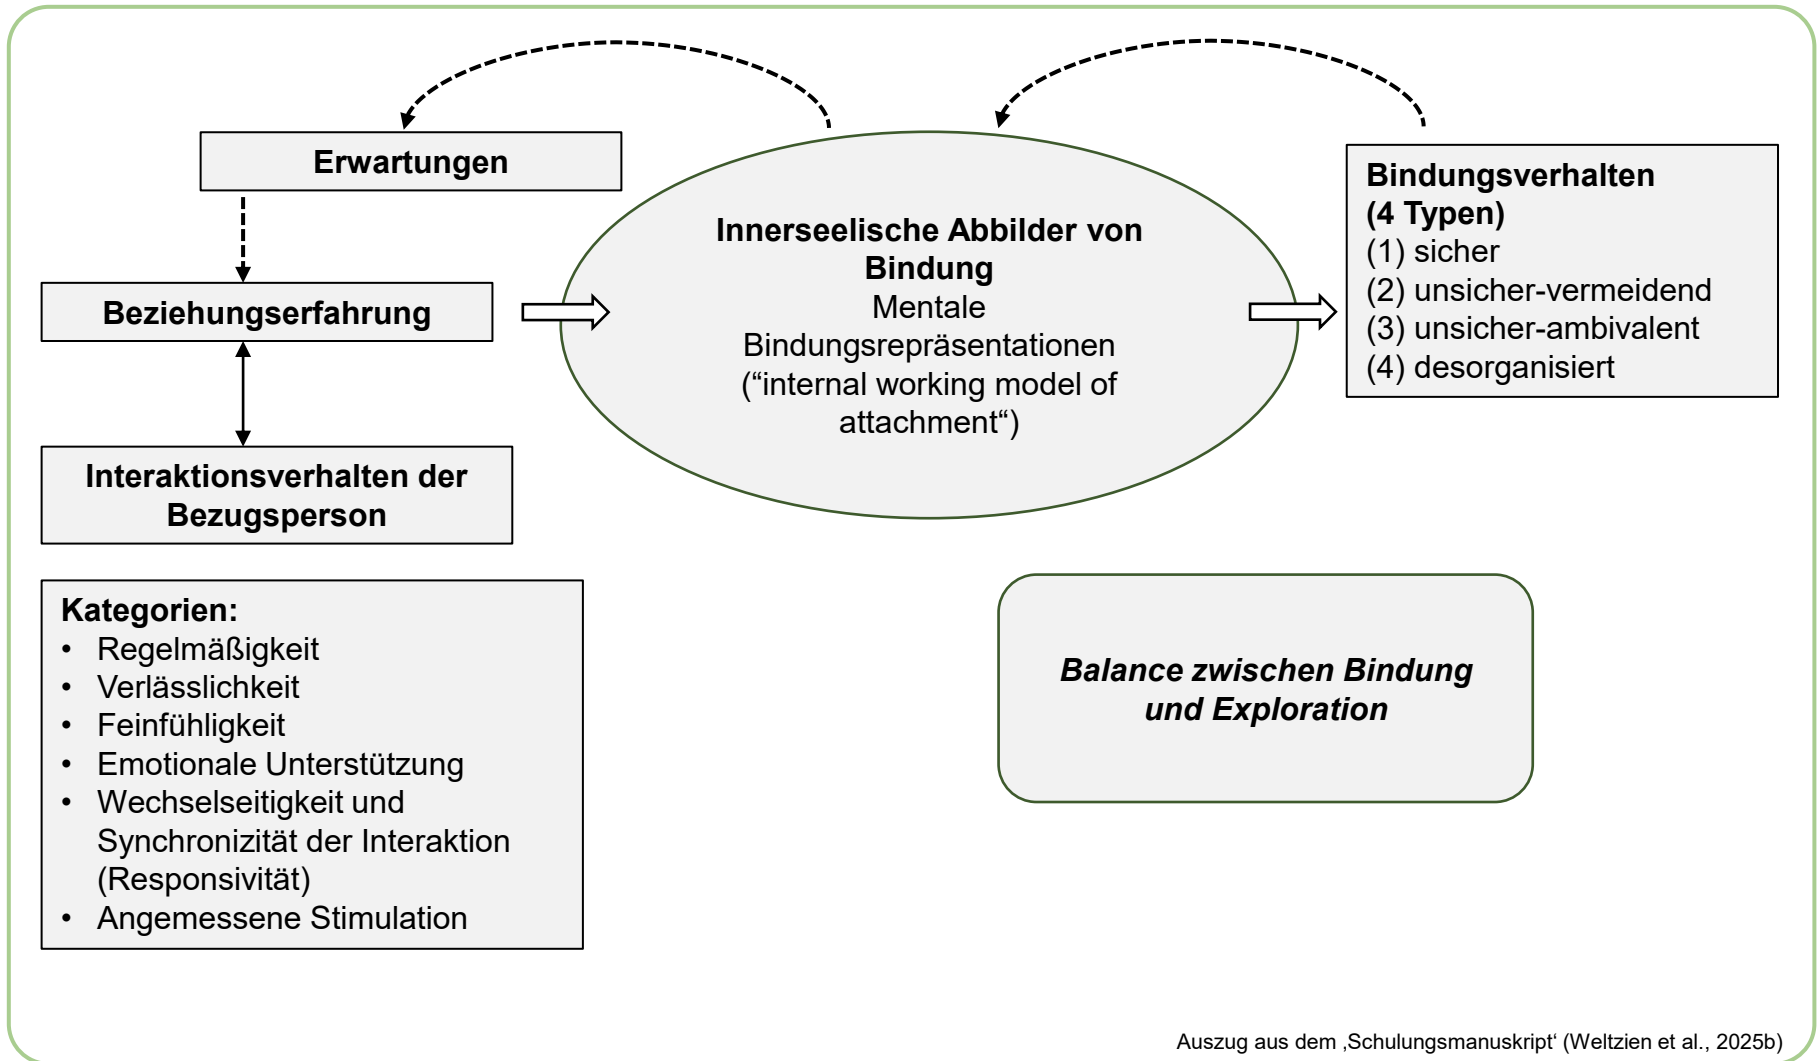 Erwartungen
Beziehungserfahrung
Interaktionsverhalten der
Bezugsperson
Kategorien:
• Regelmäßigkeit
• Verlässlichkeit
• Feinfühligkeit
• Emotionale Unterstützung
• Wechselseitigkeit und
Synchronizität der Interaktion
(Responsivität)
• Angemessene Stimulation
Innerseelische Abbilder von
Bindung
Mentale
Bindungsrepräsentationen
(“internal working model of
attachment“)
Bindungsverhalten
(4 Typen)
(1) sicher
(2) unsicher-vermeidend
(3) unsicher-ambivalent
(4) desorganisiert
Balance zwischen Bindung
und Exploration
Auszug aus dem ‚Schulungsmanuskript‘ (Weltzien et al., 2025b)